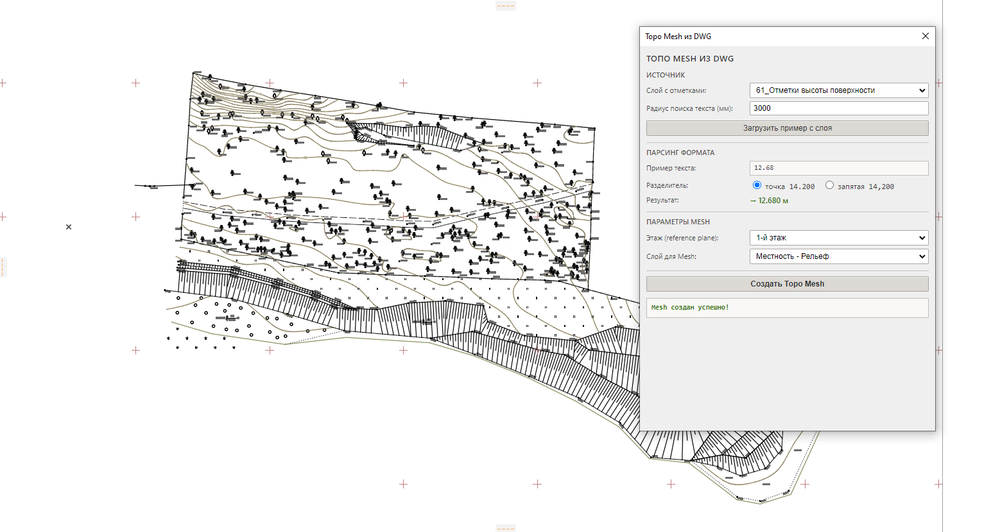 Topo Mesh из DWG
ТОПО MESH ИЗ DWG
ИСТОЧНИК
Слой с отметками: 61_Отметки высоты поверхности
Радиус поиска текста (мм): 3000
Загрузить пример с слоя
ПАРСИНГ ФОРМАТА
Пример текста: 12.68
Разделитель: точка 14.200 запятая 14,200
Результат: → 12.680 м
ПАРАМЕТРЫ MESH
Этаж (reference plane): 1-й этаж
Слой для Mesh: Местность - Рельеф
Создать Topo Mesh
Mesh создан успешно!